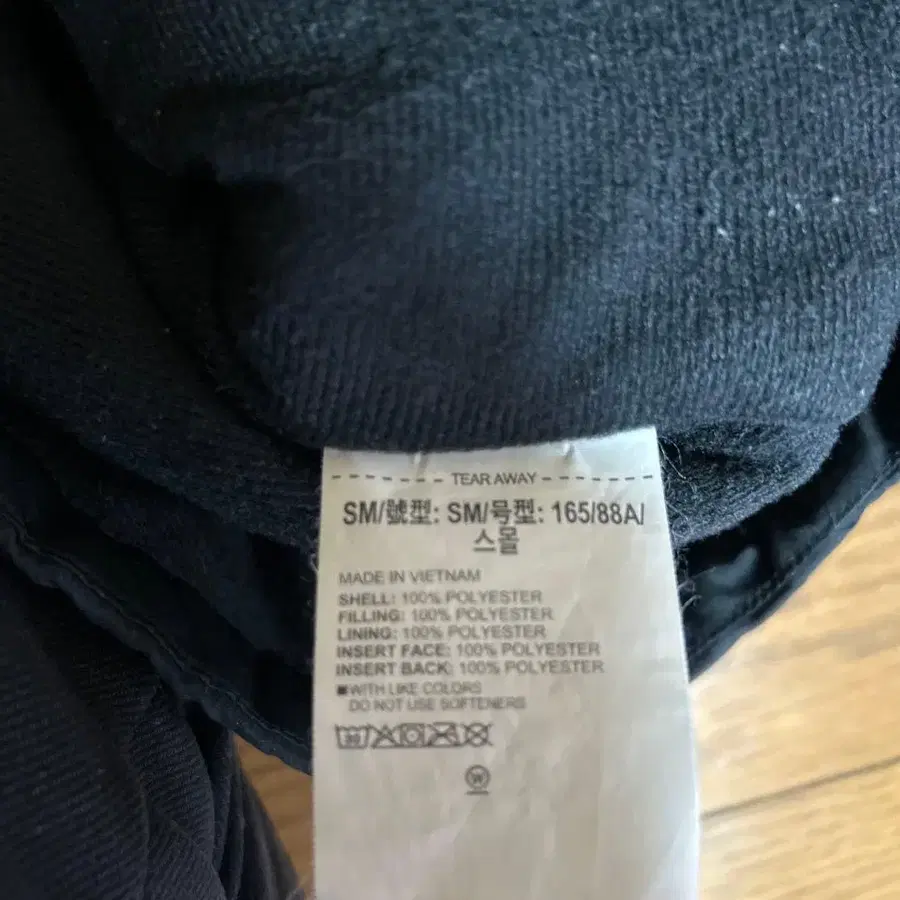 TEAR AWAY
SM/號型: SM/号型: 165/88A/
스몰
MADE IN VIETNAM
SHELL: 100% POLYESTER
FILLING: 100% POLYESTER
LINING: 100% POLYESTER
INSERT FACE: 100% POLYESTER
INSERT BACK: 100% POLYESTER
WITH LIKE COLORS
DO NOT USE SOFTENERS
30
W